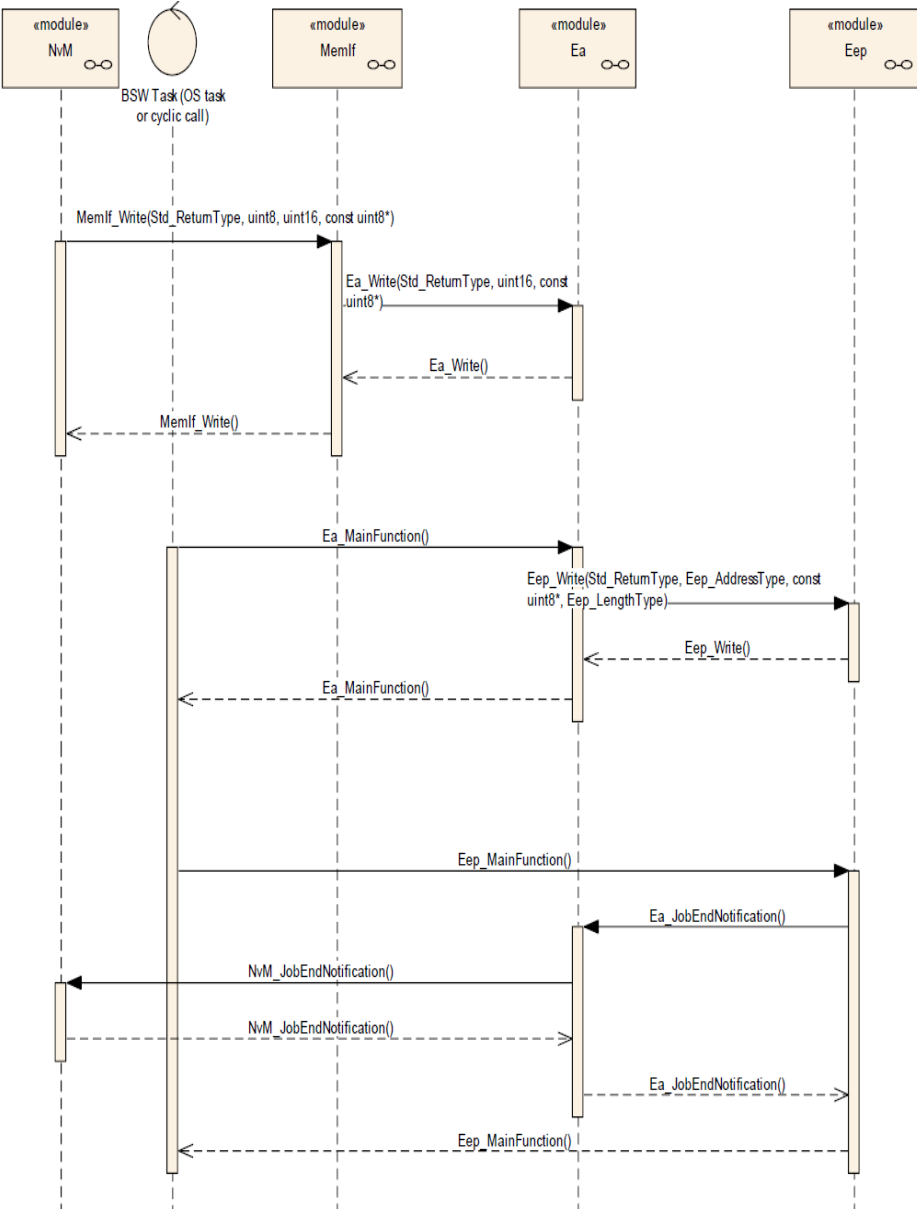 «module»
NvM
BSW Task (OS task
or cyclic call)
«module»
MemIf
«module»
Ea
«module»
Eep
MemIf_Write(Std_ReturnType, uint8, uint16, const uint8*)
Ea_Write(Std_ReturnType, uint16, const
uint8*)
Ea_Write()
MemIf_Write()
Ea_MainFunction()
Eep_Write(Std_ReturnType, Eep_AddressType, const
uint8*, Eep_LengthType)
Eep_Write()
Ea_MainFunction()
Eep_MainFunction()
Ea_JobEndNotification()
NvM_JobEndNotification()
NvM_JobEndNotification()
Ea_JobEndNotification()
Eep_MainFunction()